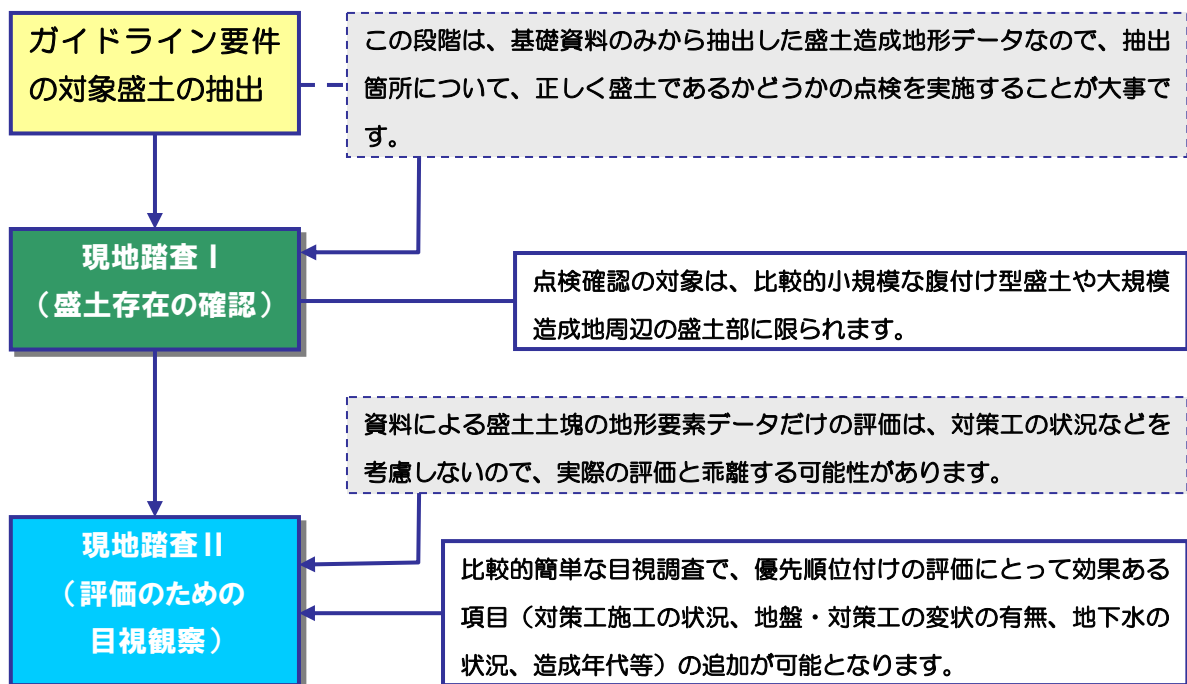 ガイドライン要件
の対象盛土の抽出
この段階は、基礎資料のみから抽出した盛土造成地形データなので、抽出
箇所について、正しく盛土であるかどうかの点検を実施することが大事で
す。
現地踏査Ⅰ
（盛土存在の確認）
点検確認の対象は、比較的小規模な腹付け型盛土や大規模
造成地周辺の盛土部に限られます。
資料による盛土土塊の地形要素データだけの評価は、対策工の状況などを
考慮しないので、実際の評価と乖離する可能性があります。
現地踏査Ⅱ
（評価のための
目視観察）
比較的簡単な目視調査で、優先順位付けの評価にとって効果ある
項目（対策工施工の状況、地盤・対策工の変状の有無、地下水の
状況、造成年代等）の追加が可能となります。